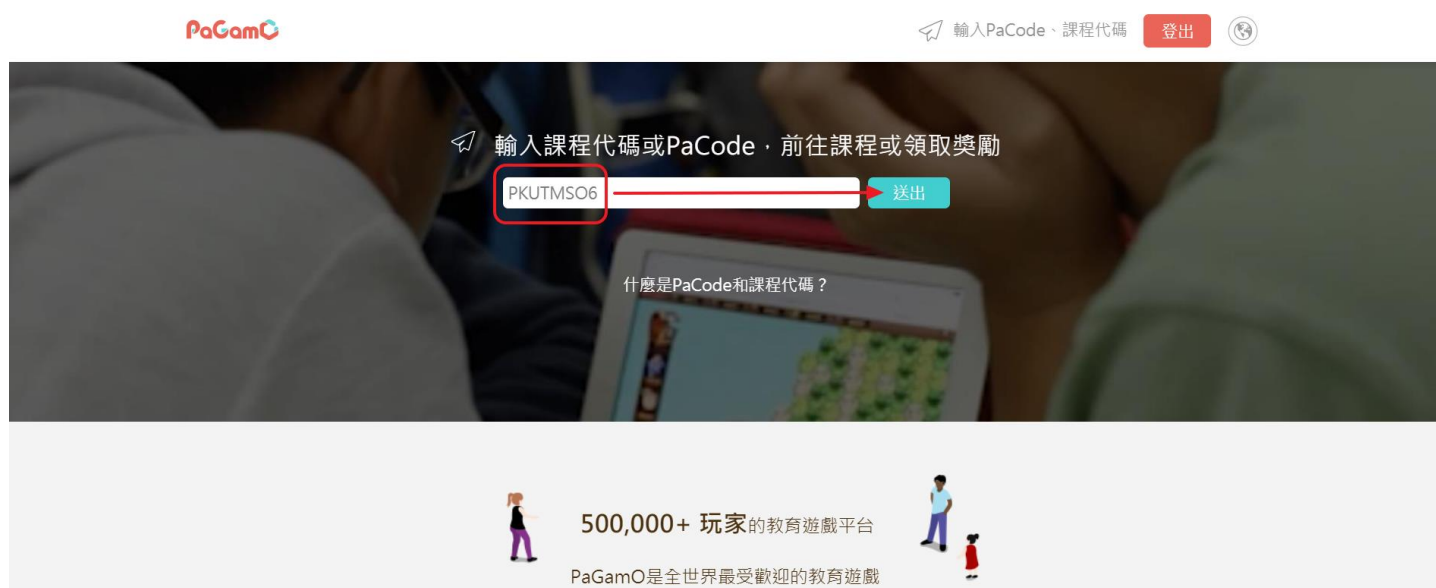 PaGamO
輸入PaCode、課程代碼
登出
輸入課程代碼或PaCode，前往課程或領取獎勵
PKUTMSO6
送出
什麼是PaCode和課程代碼？
500,000+ 玩家的教育遊戲平台
PaGamO是全世界最受歡迎的教育遊戲